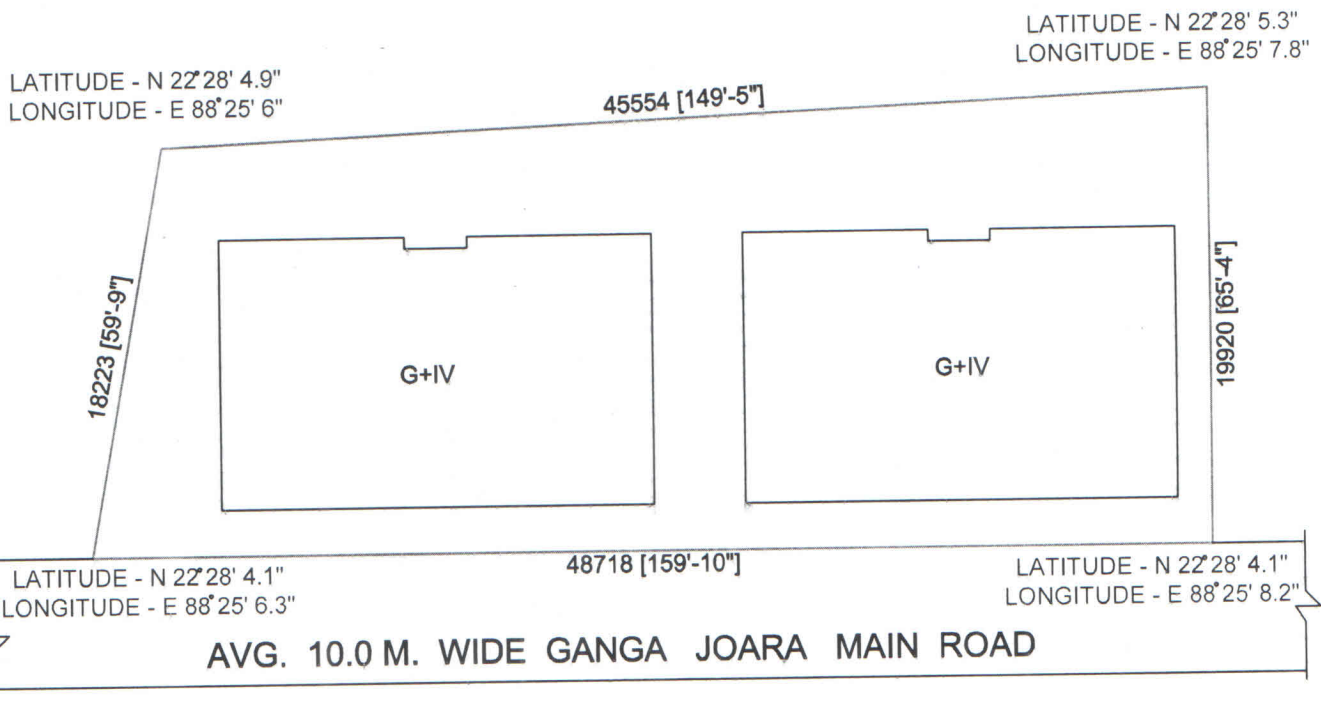 LATITUDE - N 22°28' 5.3"
LONGITUDE - E 88°25' 7.8"
LATITUDE - N 22°28' 4.9"
LONGITUDE - E 88°25' 6"
45554 [149'-5"]
18223 [59'-9"]
G+IV
G+IV
19920 [65'-4"]
48718 [159'-10"]
LATITUDE - N 22°28' 4.1"
LONGITUDE - E 88°25' 6.3"
LATITUDE - N 22°28' 4.1"
LONGITUDE - E 88°25' 8.2"
AVG. 10.0 M. WIDE GANGA JOARA MAIN ROAD